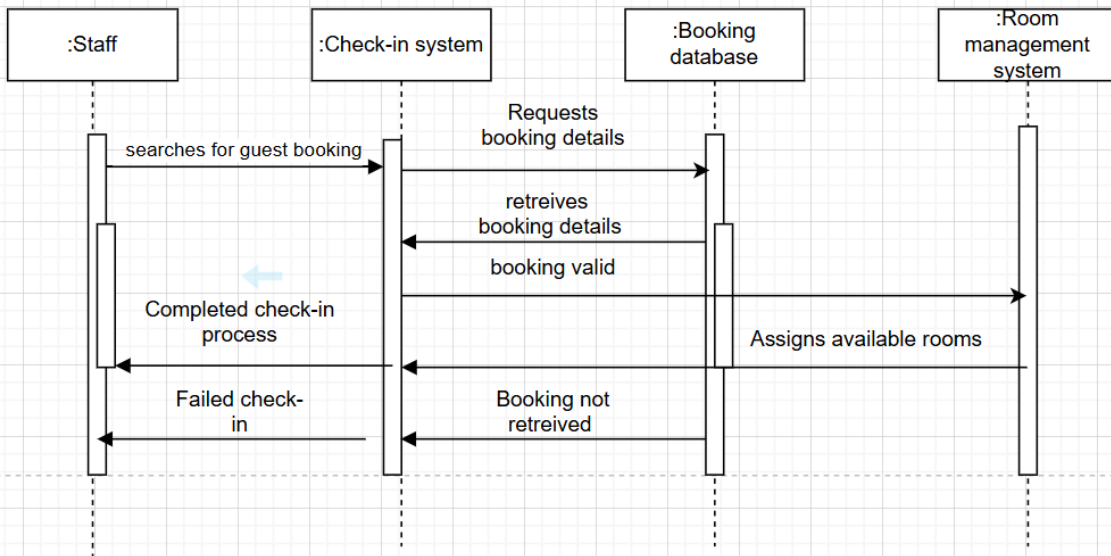 :Staff
:Check-in system
:Booking
database
:Room
management
system
Requests
booking details
searches for guest booking
retreives
booking details
booking valid
Completed check-in
process
Assigns available rooms
Failed check-
in
Booking not
retreived